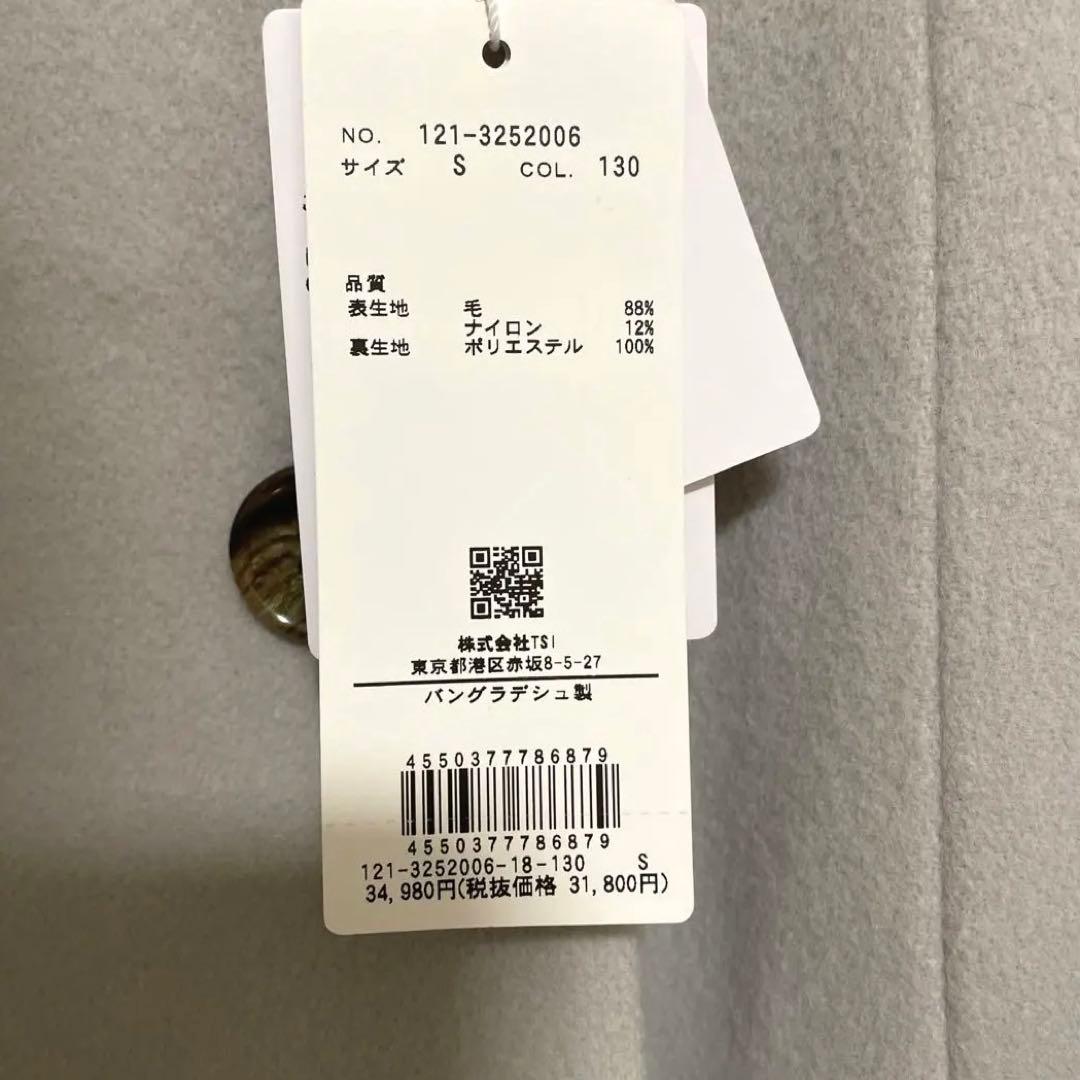 NO. 121-3252006
サイズ S COL. 130
品質
表生地 毛 88%
ナイロン 12%
裏生地 ポリエステル 100%
株式会社TSI
東京都港区赤坂8-5-27
バングラデシュ製
4550377786879
4550377786879
121-3252006-18-130 S
34,980円(税抜価格 31,800円)